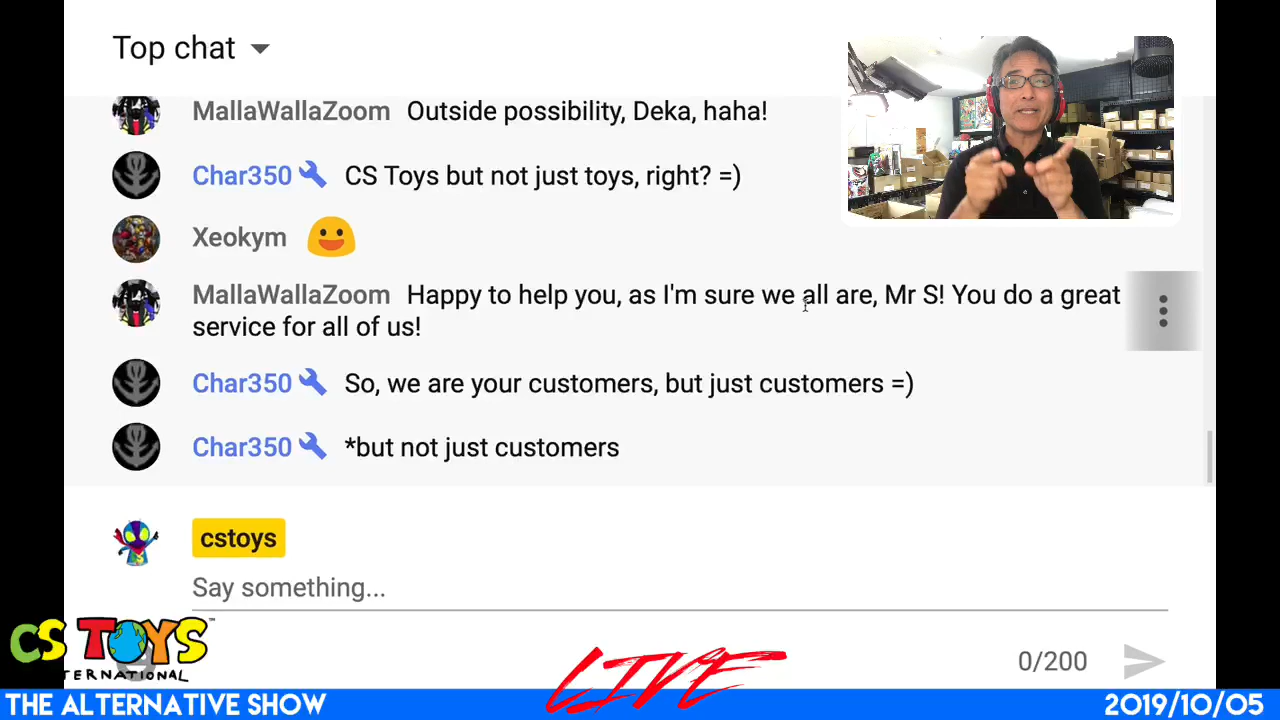 Top chat
MallaWallaZoom Outside possibility, Deka, haha!
Char350 CS Toys but not just toys, right? =)
Xeokym
MallaWallaZoom Happy to help you, as I'm sure we all are, Mr S! You do a great
service for all of us!
Char350 So, we are your customers, but just customers =)
Char350 *but not just customers
cstoys
Say something...
CS TOYS™
TERNATIONAL
LIVE
0/200
THE ALTERNATIVE SHOW
2019/10/05